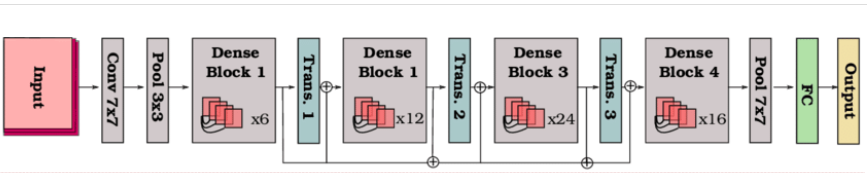 Input
Conv 7x7
Pool 3x3
Dense
Block 1
x6
Trans. 1
Dense
Block 1
x12
Trans. 2
Dense
Block 3
x24
Trans. 3
Dense
Block 4
x16
Pool 7x7
FC
Output